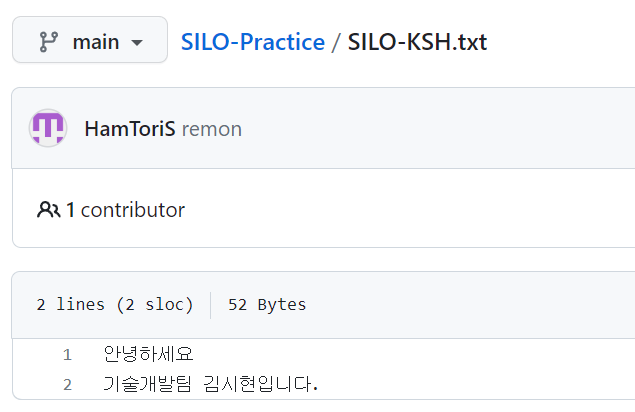 main
SILO-Practice / SILO-KSH.txt
HamToriS remon
1 contributor
2 lines (2 sloc) 52 Bytes
1 안녕하세요
2 기술개발팀 김시현입니다.